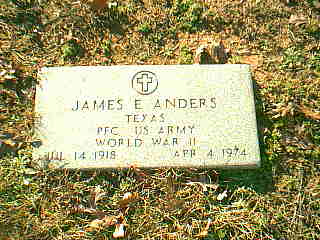 JAMES E ANDERS
TEXAS
PFC US ARMY
WORLD WAR II
JUL 14 1918 APR 4 1974